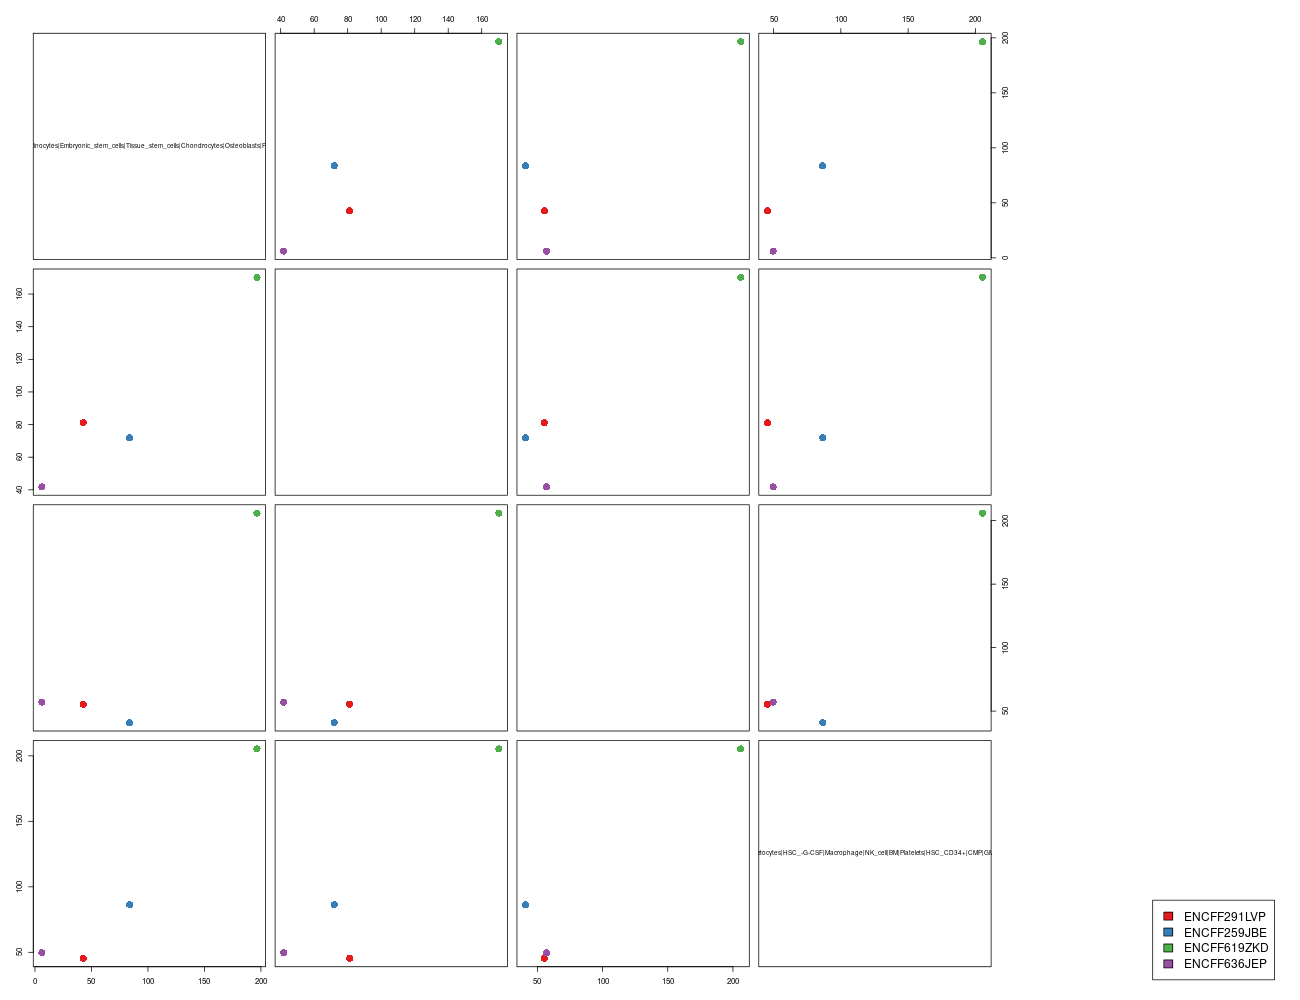 40 60 80 100 120 140 160
50 100 150 200
0 50 100 150 200
inocytes|Embryonic_stem_cells|Tissue_stem_cells|Chondrocytes|Osteoblasts|F
40 60 80 100 120 140 160
50 100 150 200
50 100 150 200
etocytes|HSC_-G-CSF|Macrophage|NK_cell|BM|Platelets|HSC_CD34+|CMP|GM
0 50 100 150 200
50 100 150 200
ENCFF291LVP
ENCFF259JBE
ENCFF619ZKD
ENCFF636JEP